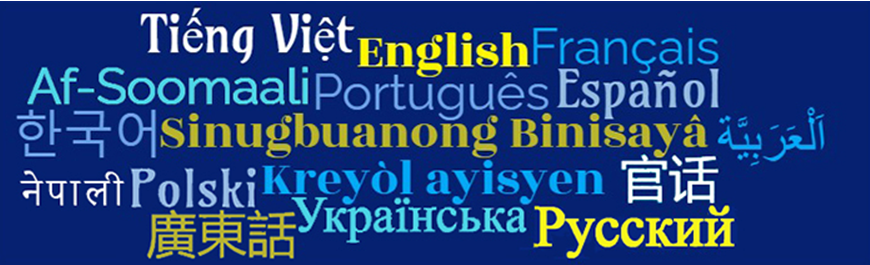 Tiếng Việt English Français
Af-Soomaali Português Español
한국어 Sinugbuanong Binisayâ اَلْعَرَبِيَّة
नेपाली Polski Kreyòl ayisyen 官话
廣東話 Українська Русский